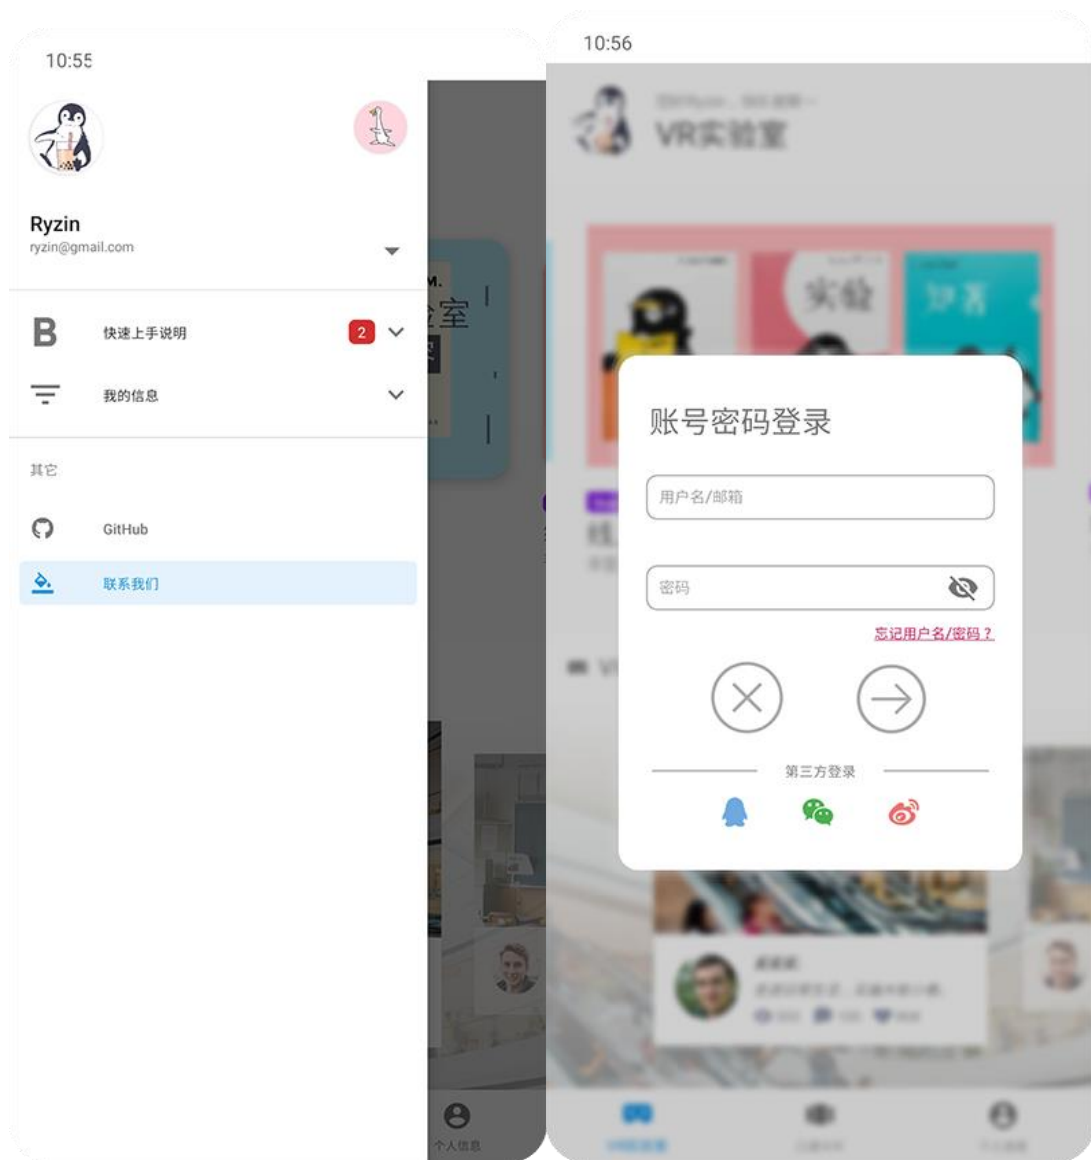 10:55
Ryzin
ryzin@gmail.com
B 快速上手说明 2
我的信息
其它
GitHub
联系我们
M.
室
个人信息
10:56
VR实验室
实验
账号密码登录
用户名/邮箱
密码
忘记用户名/密码？
第三方登录